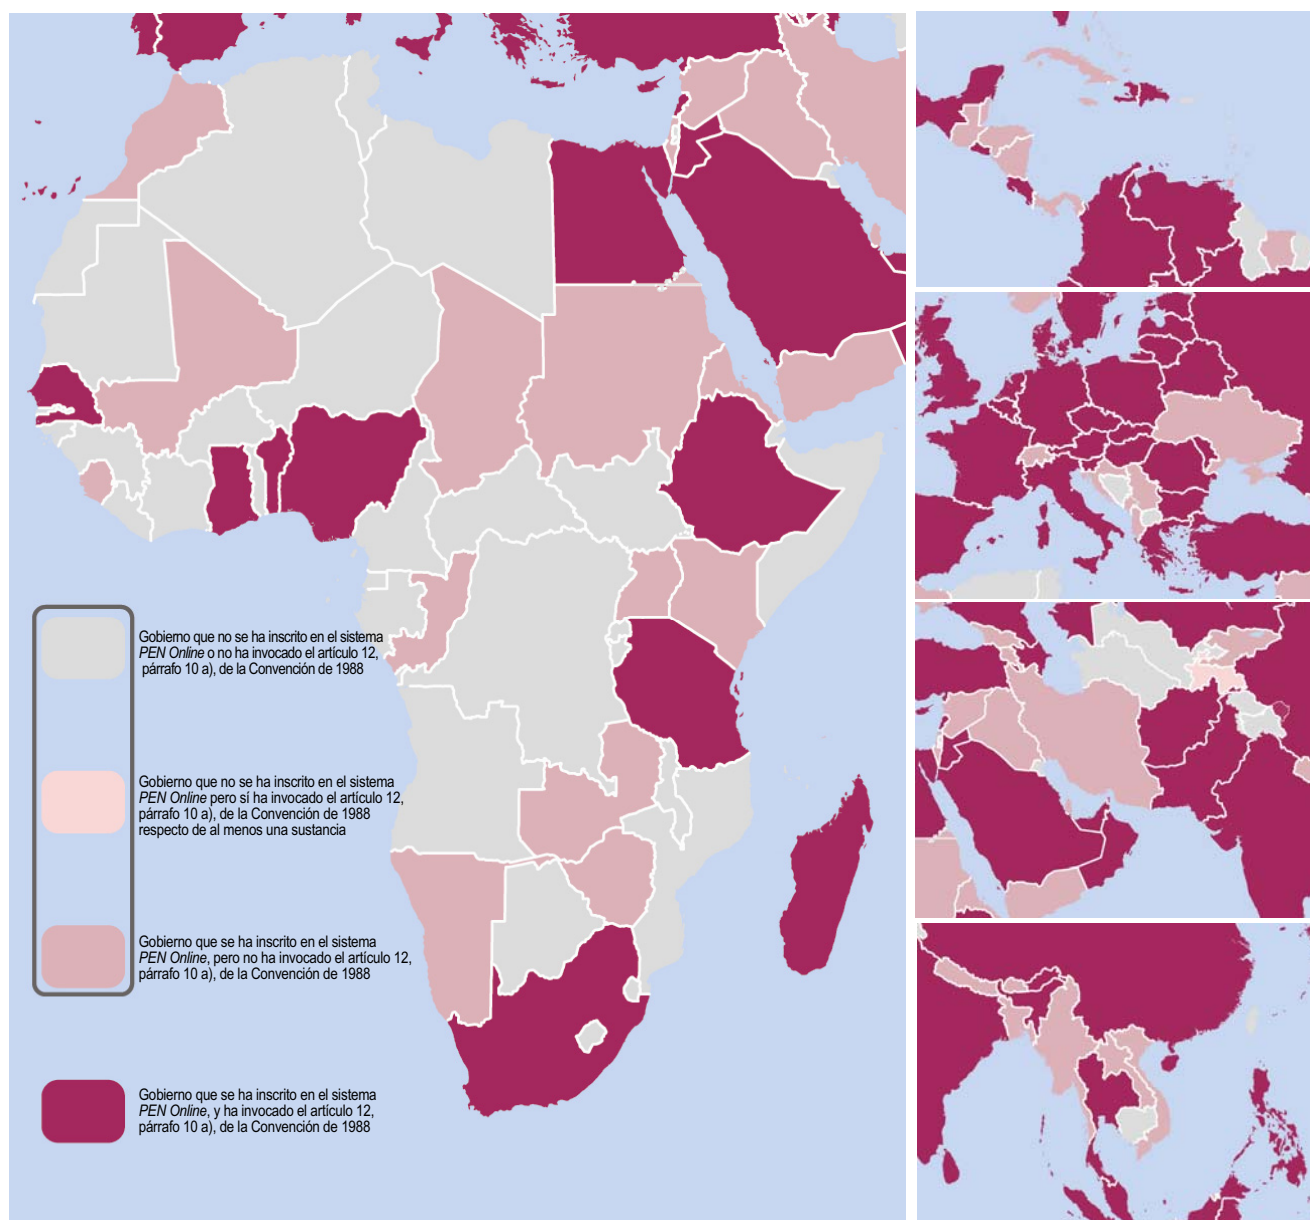 Gobierno que no se ha inscrito en el sistema
PEN Online o no ha invocado el artículo 12,
párrafo 10 a), de la Convención de 1988
Gobierno que no se ha inscrito en el sistema
PEN Online pero sí ha invocado el artículo 12,
párrafo 10 a), de la Convención de 1988
respecto de al menos una sustancia
Gobierno que se ha inscrito en el sistema
PEN Online, pero no ha invocado el artículo 12,
párrafo 10 a), de la Convención de 1988
Gobierno que se ha inscrito en el sistema
PEN Online, y ha invocado el artículo 12,
párrafo 10 a), de la Convención de 1988